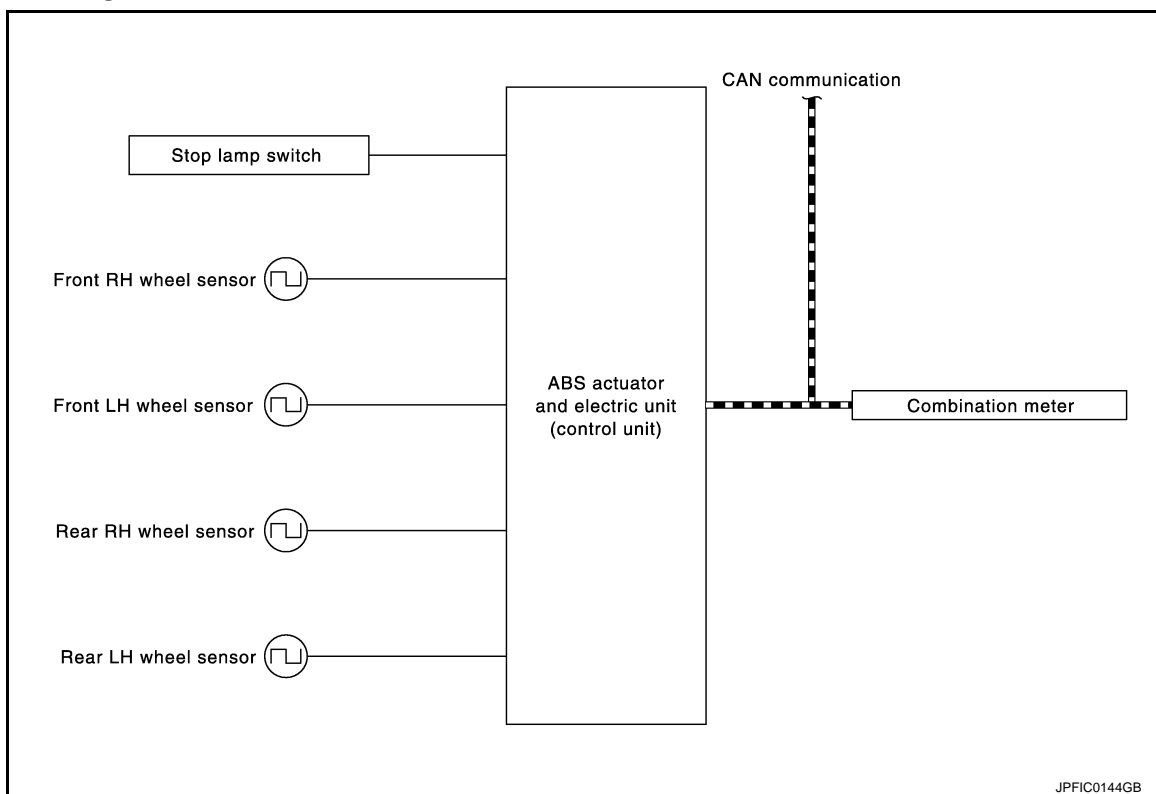 CAN communication
Stop lamp switch
Front RH wheel sensor
Front LH wheel sensor
ABS actuator
and electric unit
(control unit)
Combination meter
Rear RH wheel sensor
Rear LH wheel sensor
JPFIC0144GB